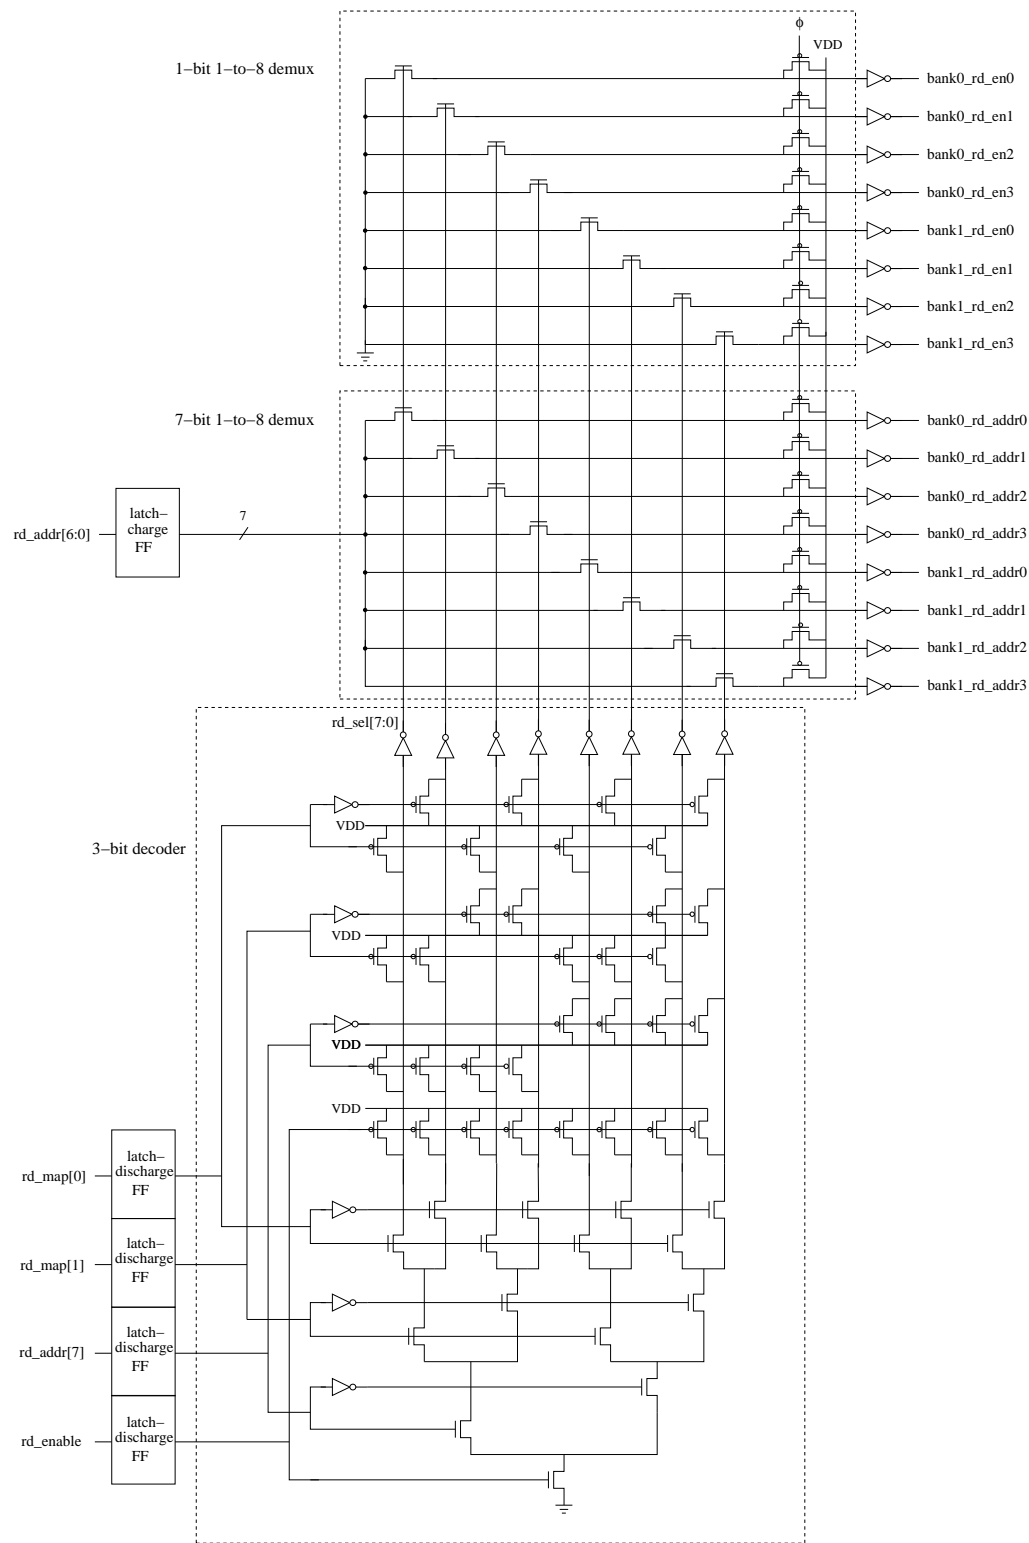 ϕ
VDD
1−bit 1−to−8 demux
bank0_rd_en0
bank0_rd_en1
bank0_rd_en2
bank0_rd_en3
bank1_rd_en0
bank1_rd_en1
bank1_rd_en2
bank1_rd_en3
7−bit 1−to−8 demux
bank0_rd_addr0
bank0_rd_addr1
bank0_rd_addr2
bank0_rd_addr3
bank1_rd_addr0
bank1_rd_addr1
bank1_rd_addr2
bank1_rd_addr3
rd_addr[6:0]
latch−
charge
FF
7
rd_sel[7:0]
VDD
3−bit decoder
VDD
VDD
VDD
rd_map[0]
latch−
discharge
FF
rd_map[1]
latch−
discharge
FF
rd_addr[7]
latch−
discharge
FF
rd_enable
latch−
discharge
FF